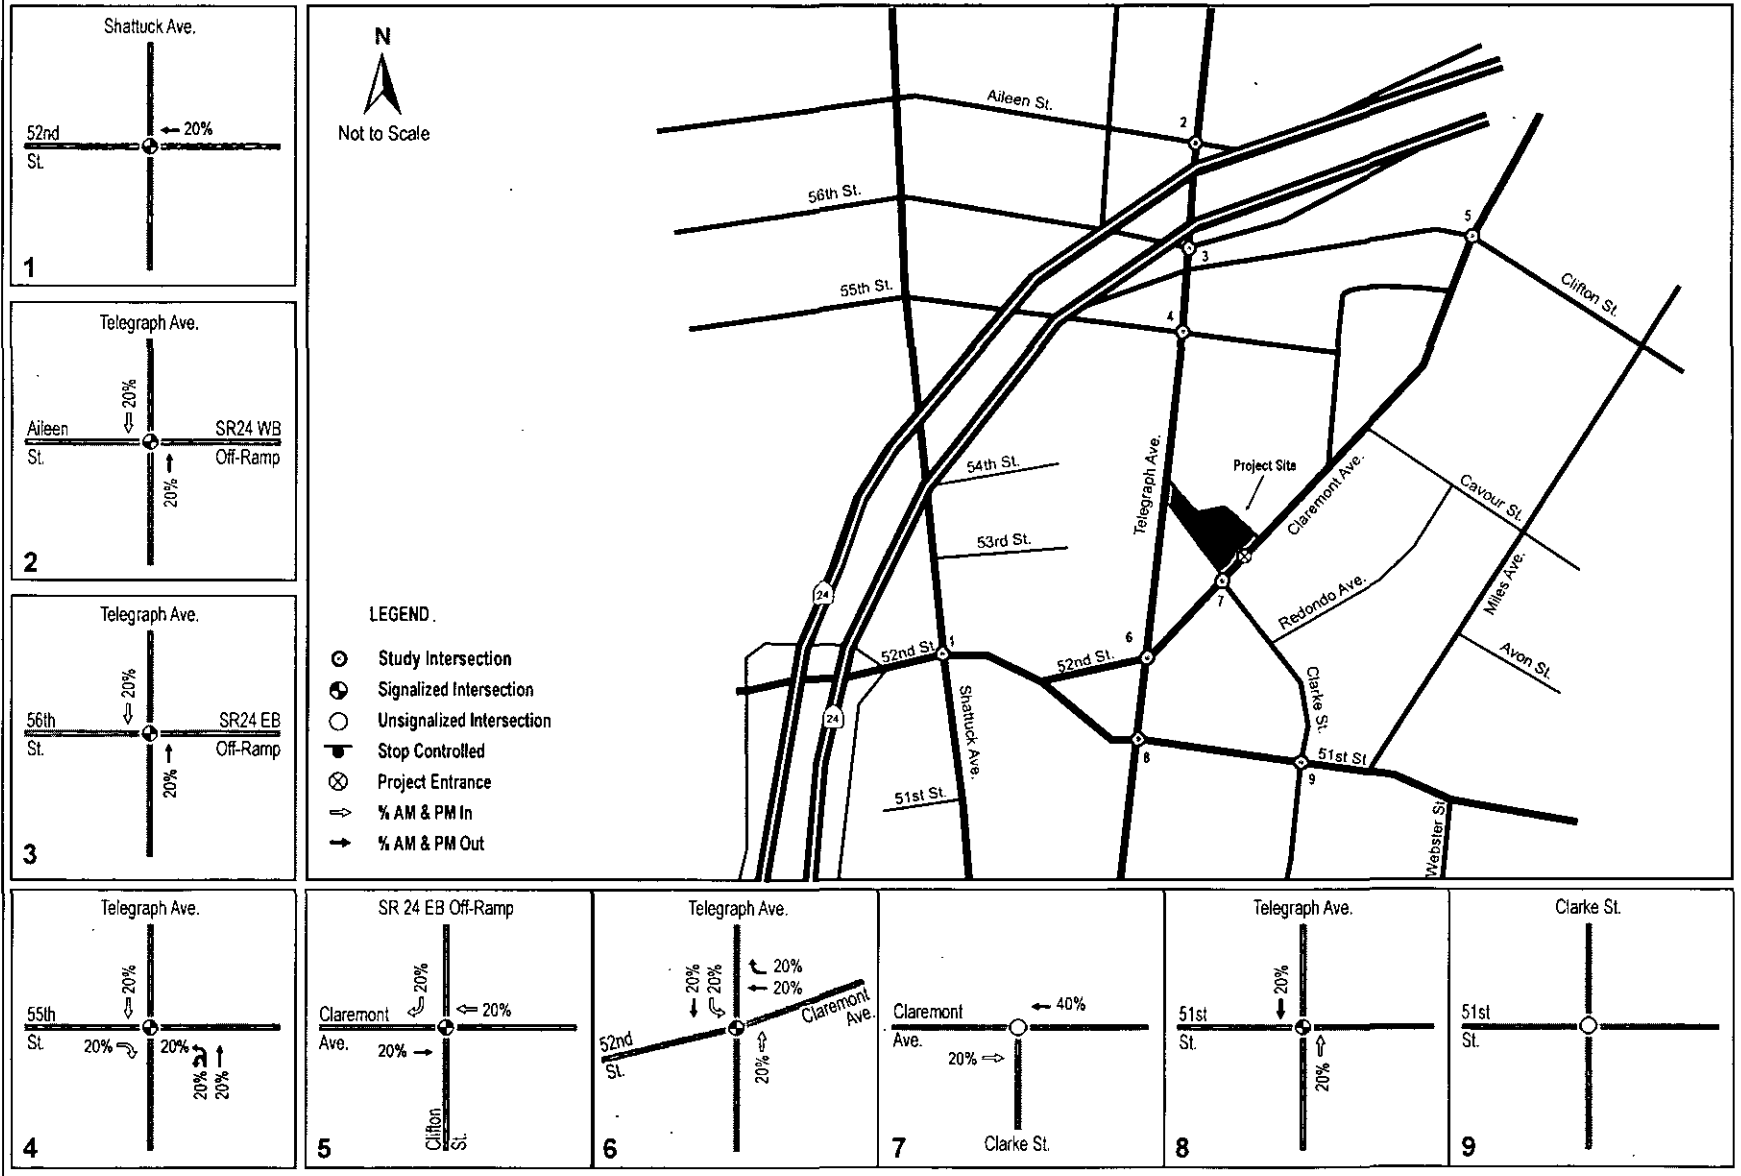 Shattuck Ave.
20%
52nd
St.
1
Telegraph Ave.
20%
Aileen
St.
SR24 WB
Off-Ramp
20%
2
Telegraph Ave.
20%
56th
St.
SR24 EB
Off-Ramp
20%
3
Telegraph Ave.
20%
55th
St.
20%
20%
20%
20%
4
N
Not to Scale
Aileen St.
2
56th St.
3
5
55th St.
4
Clifton St.
54th St.
53rd St.
Telegraph Ave.
Project Site
Claremont Ave.
Cavour St.
Redondo Ave.
Miles Ave.
Avon St.
24
24
52nd St.
1
52nd St.
6
7
Clarke St.
Shattuck Ave.
8
51st St
9
51st St.
Webster St
LEGEND.
Study Intersection
Signalized Intersection
Unsignalized Intersection
Stop Controlled
Project Entrance
% AM & PM In
% AM & PM Out
SR 24 EB Off-Ramp
20%
20%
Claremont
Ave.
20%
Clifton
St.
5
Telegraph Ave.
20%
20%
20%
20%
Claremont
Ave.
52nd
St.
20%
6
40%
Claremont
Ave.
20%
Clarke St.
7
Telegraph Ave.
20%
51st
St.
20%
8
Clarke St.
51st
St.
9